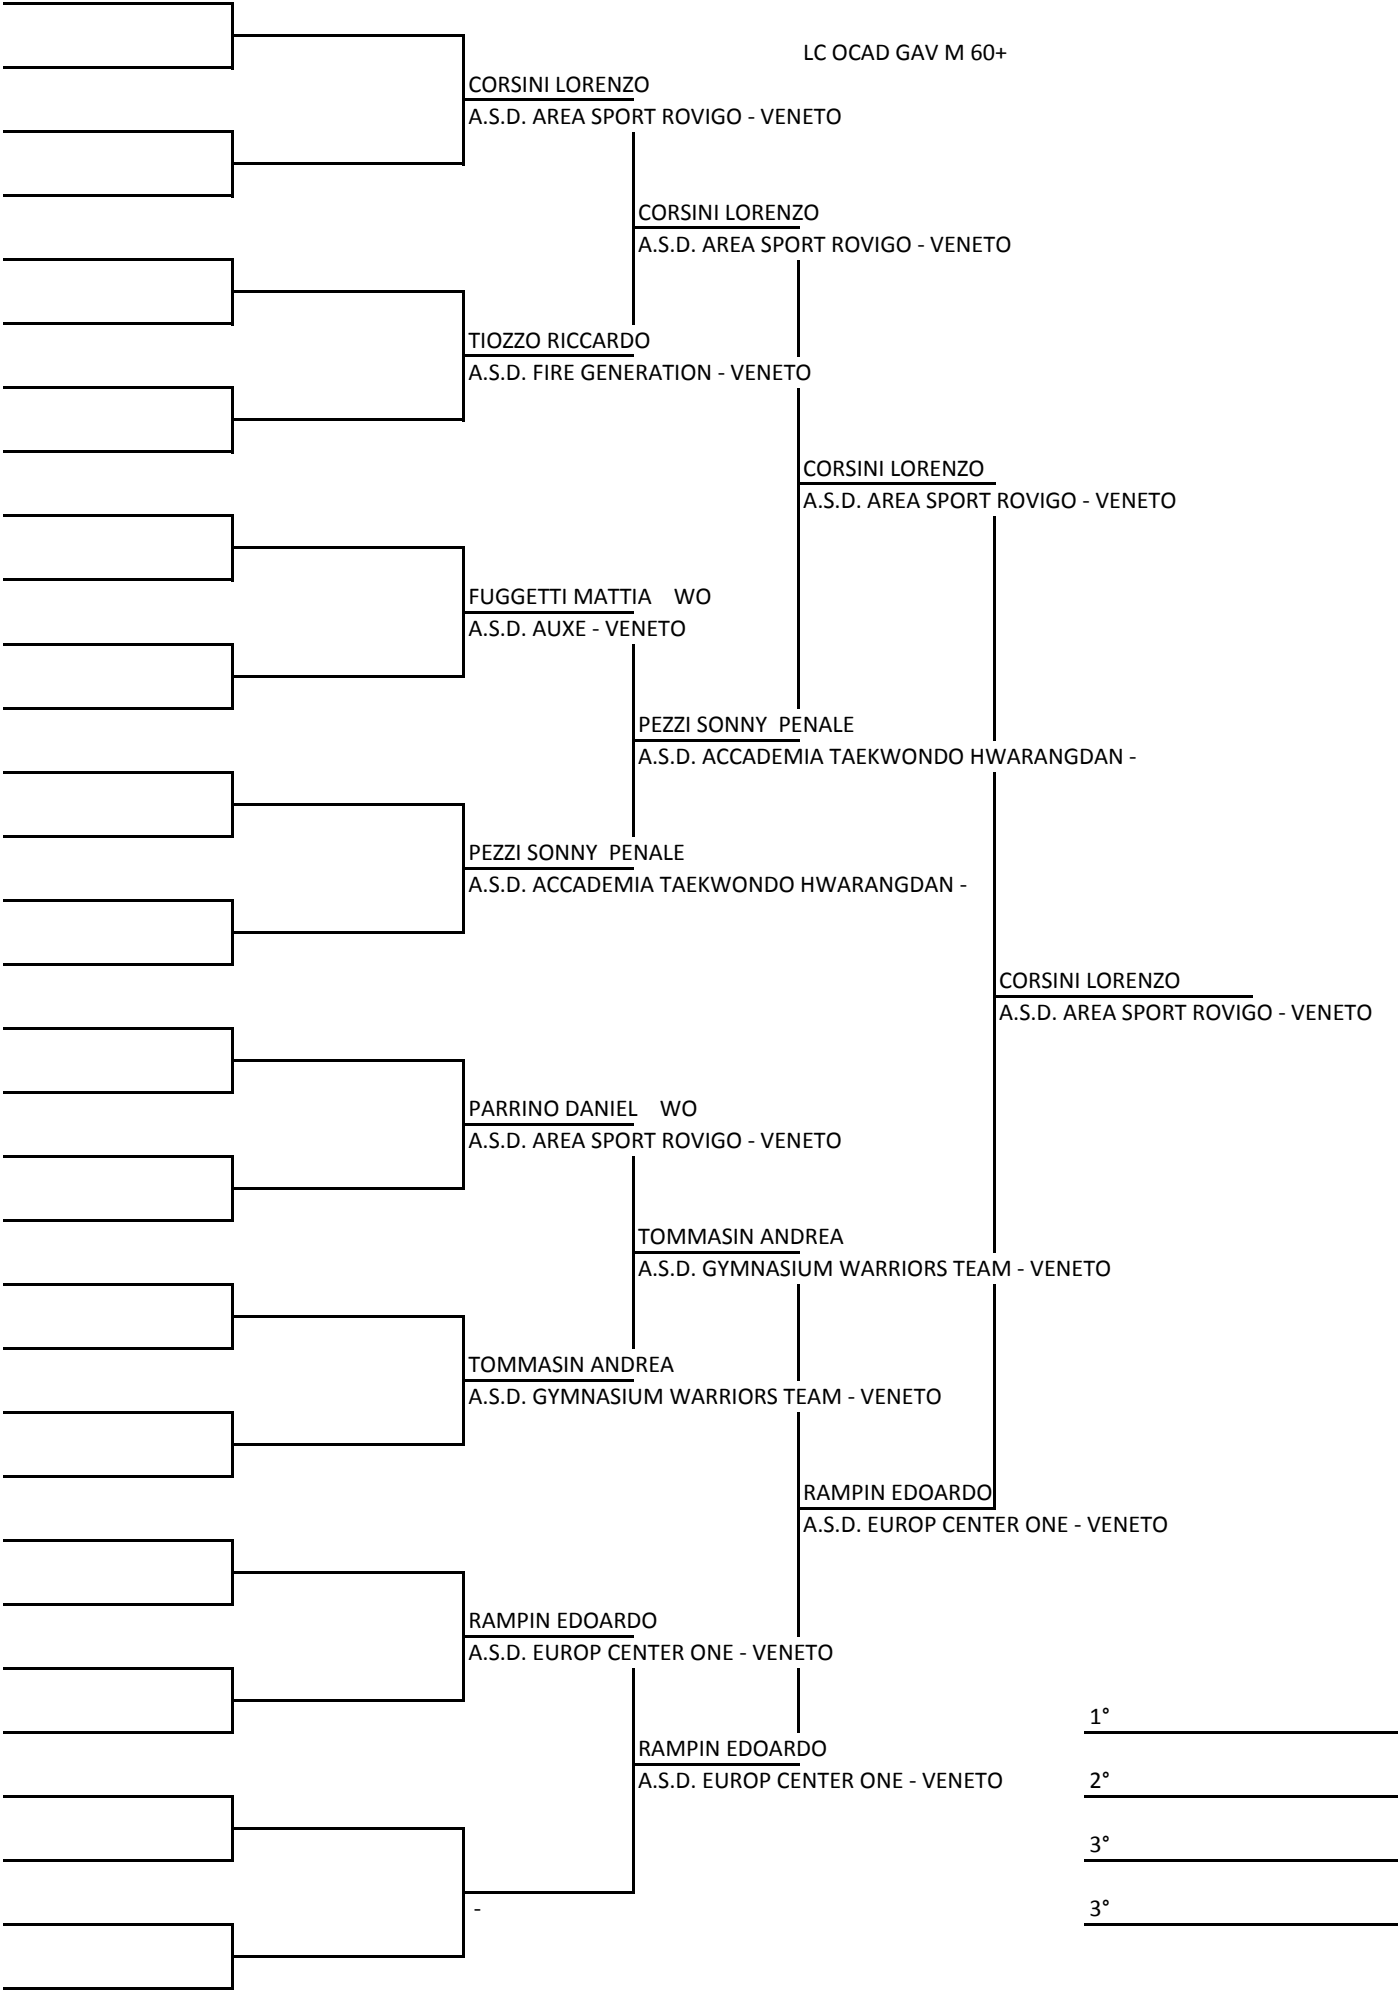 LC OCAD GAV M 60+
CORSINI LORENZO
A.S.D. AREA SPORT ROVIGO - VENETO
CORSINI LORENZO
A.S.D. AREA SPORT ROVIGO - VENETO
TIOZZO RICCARDO
A.S.D. FIRE GENERATION - VENETO
CORSINI LORENZO
A.S.D. AREA SPORT ROVIGO - VENETO
FUGGETTI MATTIA WO
A.S.D. AUXE - VENETO
PEZZI SONNY PENALE
A.S.D. ACCADEMIA TAEKWONDO HWARANGDAN -
PEZZI SONNY PENALE
A.S.D. ACCADEMIA TAEKWONDO HWARANGDAN -
CORSINI LORENZO
A.S.D. AREA SPORT ROVIGO - VENETO
PARRINO DANIEL WO
A.S.D. AREA SPORT ROVIGO - VENETO
TOMMASIN ANDREA
A.S.D. GYMNASIUM WARRIORS TEAM - VENETO
TOMMASIN ANDREA
A.S.D. GYMNASIUM WARRIORS TEAM - VENETO
RAMPIN EDOARDO
A.S.D. EUROP CENTER ONE - VENETO
RAMPIN EDOARDO
A.S.D. EUROP CENTER ONE - VENETO
1°
RAMPIN EDOARDO
A.S.D. EUROP CENTER ONE - VENETO
2°
3°
3°
-